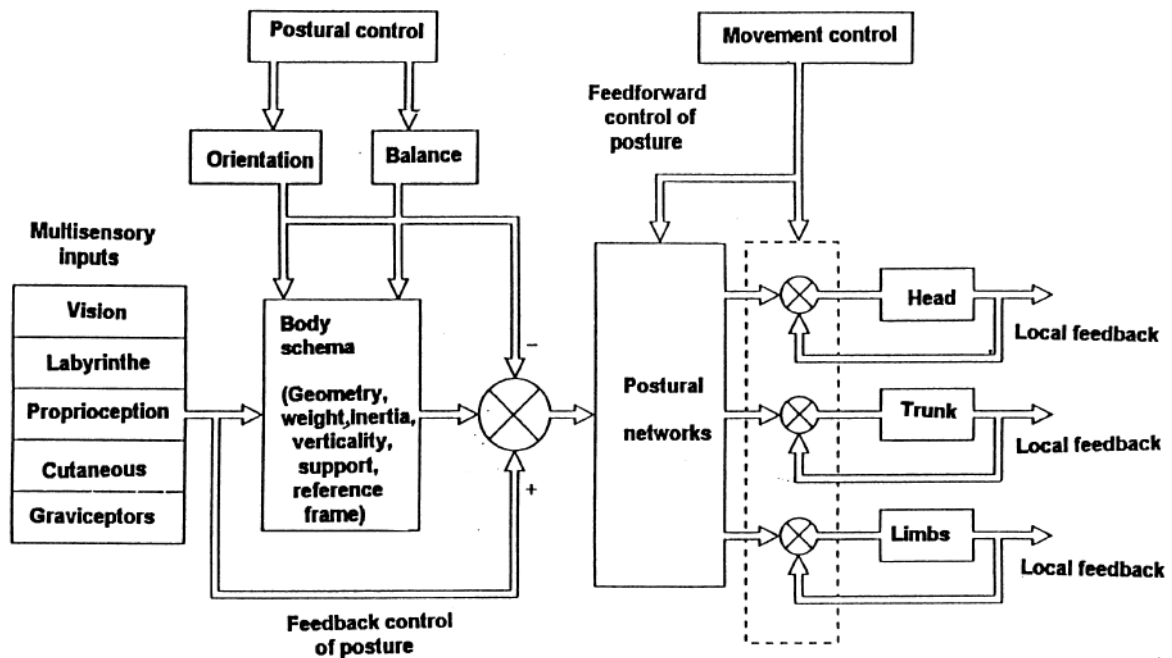 Postural control
Movement control
Feedforward
control of
posture
Orientation
Balance
Multisensory
inputs
Vision
Labyrinthe
Proprioception
Cutaneous
Graviceptors
Body
schema
(Geometry,
weight,Inertia,
verticality,
support,
reference
frame)
−
+
Feedback control
of posture
Postural
networks
Head
Local feedback
Trunk
Local feedback
Limbs
Local feedback